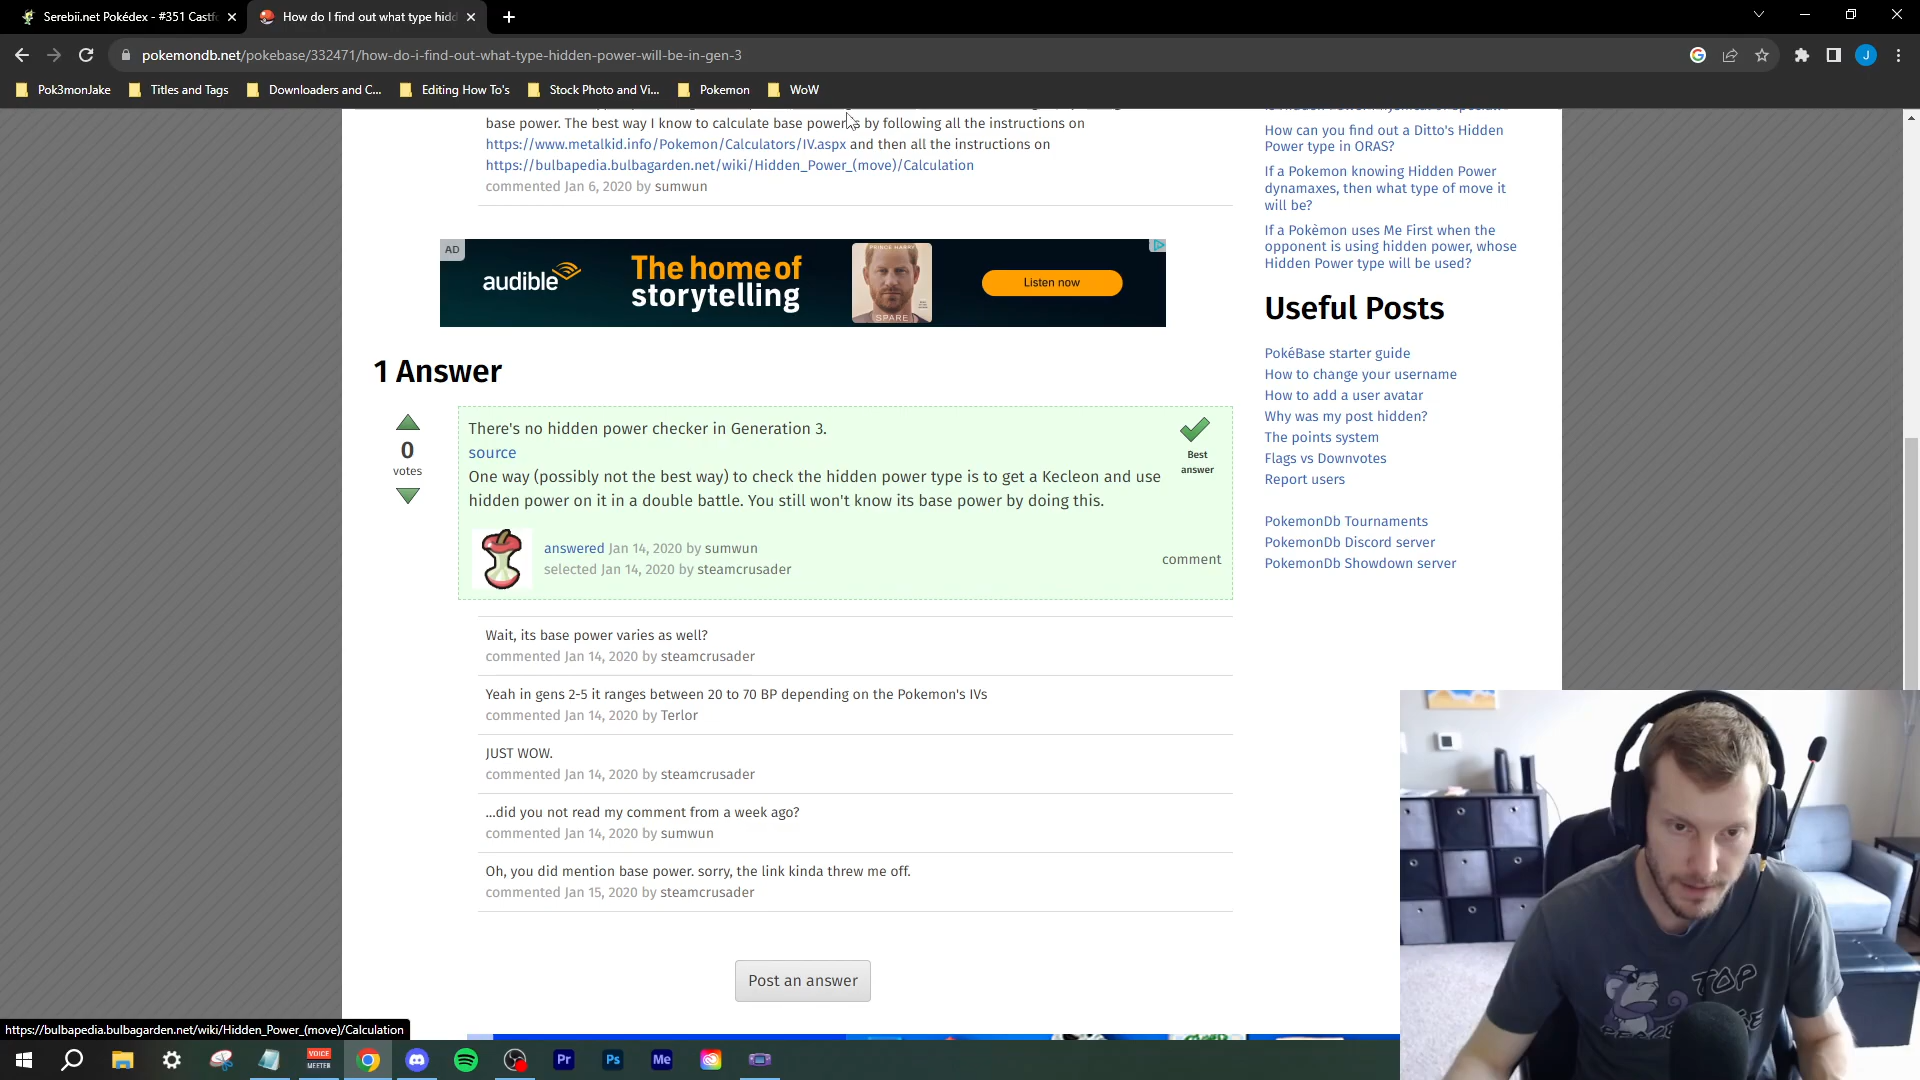 Serebii.net Pokédex - #351 Castf
How do I find out what type hidd
pokemondb.net/pokebase/332471/how-do-i-find-out-what-type-hidden-power-will-be-in-gen-3
J
Pok3monJake
Titles and Tags
Downloaders and C...
Editing How To's
Stock Photo and Vi...
Pokemon
WoW
base power. The best way I know to calculate base power is by following all the instructions on
https://www.metalkid.info/Pokemon/Calculators/IV.aspx and then all the instructions on
https://bulbapedia.bulbagarden.net/wiki/Hidden_Power_(move)/Calculation
commented Jan 6, 2020 by sumwun
AD
audible
The home of
storytelling
PRINCE HARRY
SPARE
Listen now
1 Answer
0
votes
There's no hidden power checker in Generation 3.
source
One way (possibly not the best way) to check the hidden power type is to get a Kecleon and use
hidden power on it in a double battle. You still won't know its base power by doing this.
Best
answer
answered Jan 14, 2020 by sumwun
selected Jan 14, 2020 by steamcrusader
comment
Wait, its base power varies as well?
commented Jan 14, 2020 by steamcrusader
Yeah in gens 2-5 it ranges between 20 to 70 BP depending on the Pokemon's IVs
commented Jan 14, 2020 by Terlor
JUST WOW.
commented Jan 14, 2020 by steamcrusader
...did you not read my comment from a week ago?
commented Jan 14, 2020 by sumwun
Oh, you did mention base power. sorry, the link kinda threw me off.
commented Jan 15, 2020 by steamcrusader
Post an answer
How can you find out a Ditto's Hidden
Power type in ORAS?
If a Pokemon knowing Hidden Power
dynamaxes, then what type of move it
will be?
If a Pokèmon uses Me First when the
opponent is using hidden power, whose
Hidden Power type will be used?
Useful Posts
PokéBase starter guide
How to change your username
How to add a user avatar
Why was my post hidden?
The points system
Flags vs Downvotes
Report users
PokemonDb Tournaments
PokemonDb Discord server
PokemonDb Showdown server
TOP
https://bulbapedia.bulbagarden.net/wiki/Hidden_Power_(move)/Calculation
VOICE
MEETER
Pr
Ps
Me